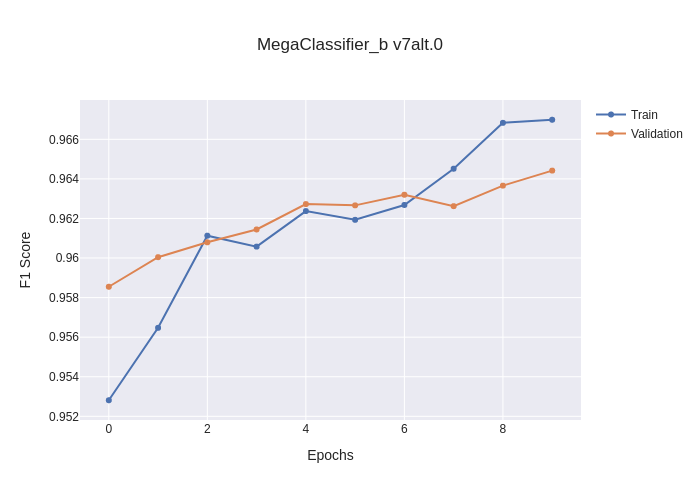 MegaClassifier_b v7alt.0
Train
Validation
0.966
0.964
0.962
0.96
0.958
0.956
0.954
0.952
F1 Score
0 2 4 6 8
Epochs